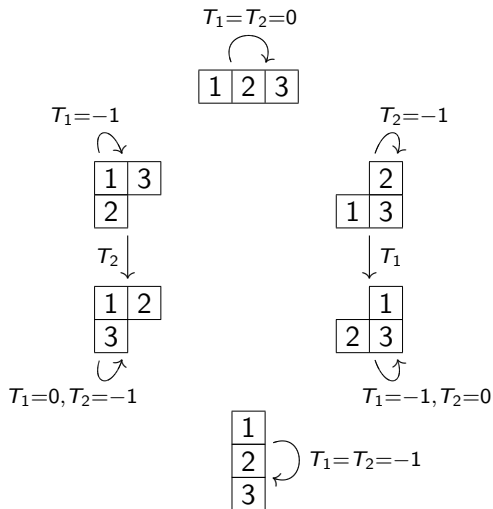 T₁=T₂=0
1 2 3
T₁=−1
T₂=−1
1 3
2
2
1 3
T₂
T₁
1 2
3
1
2 3
T₁=0,T₂=−1
T₁=−1,T₂=0
1
2
3
T₁=T₂=−1